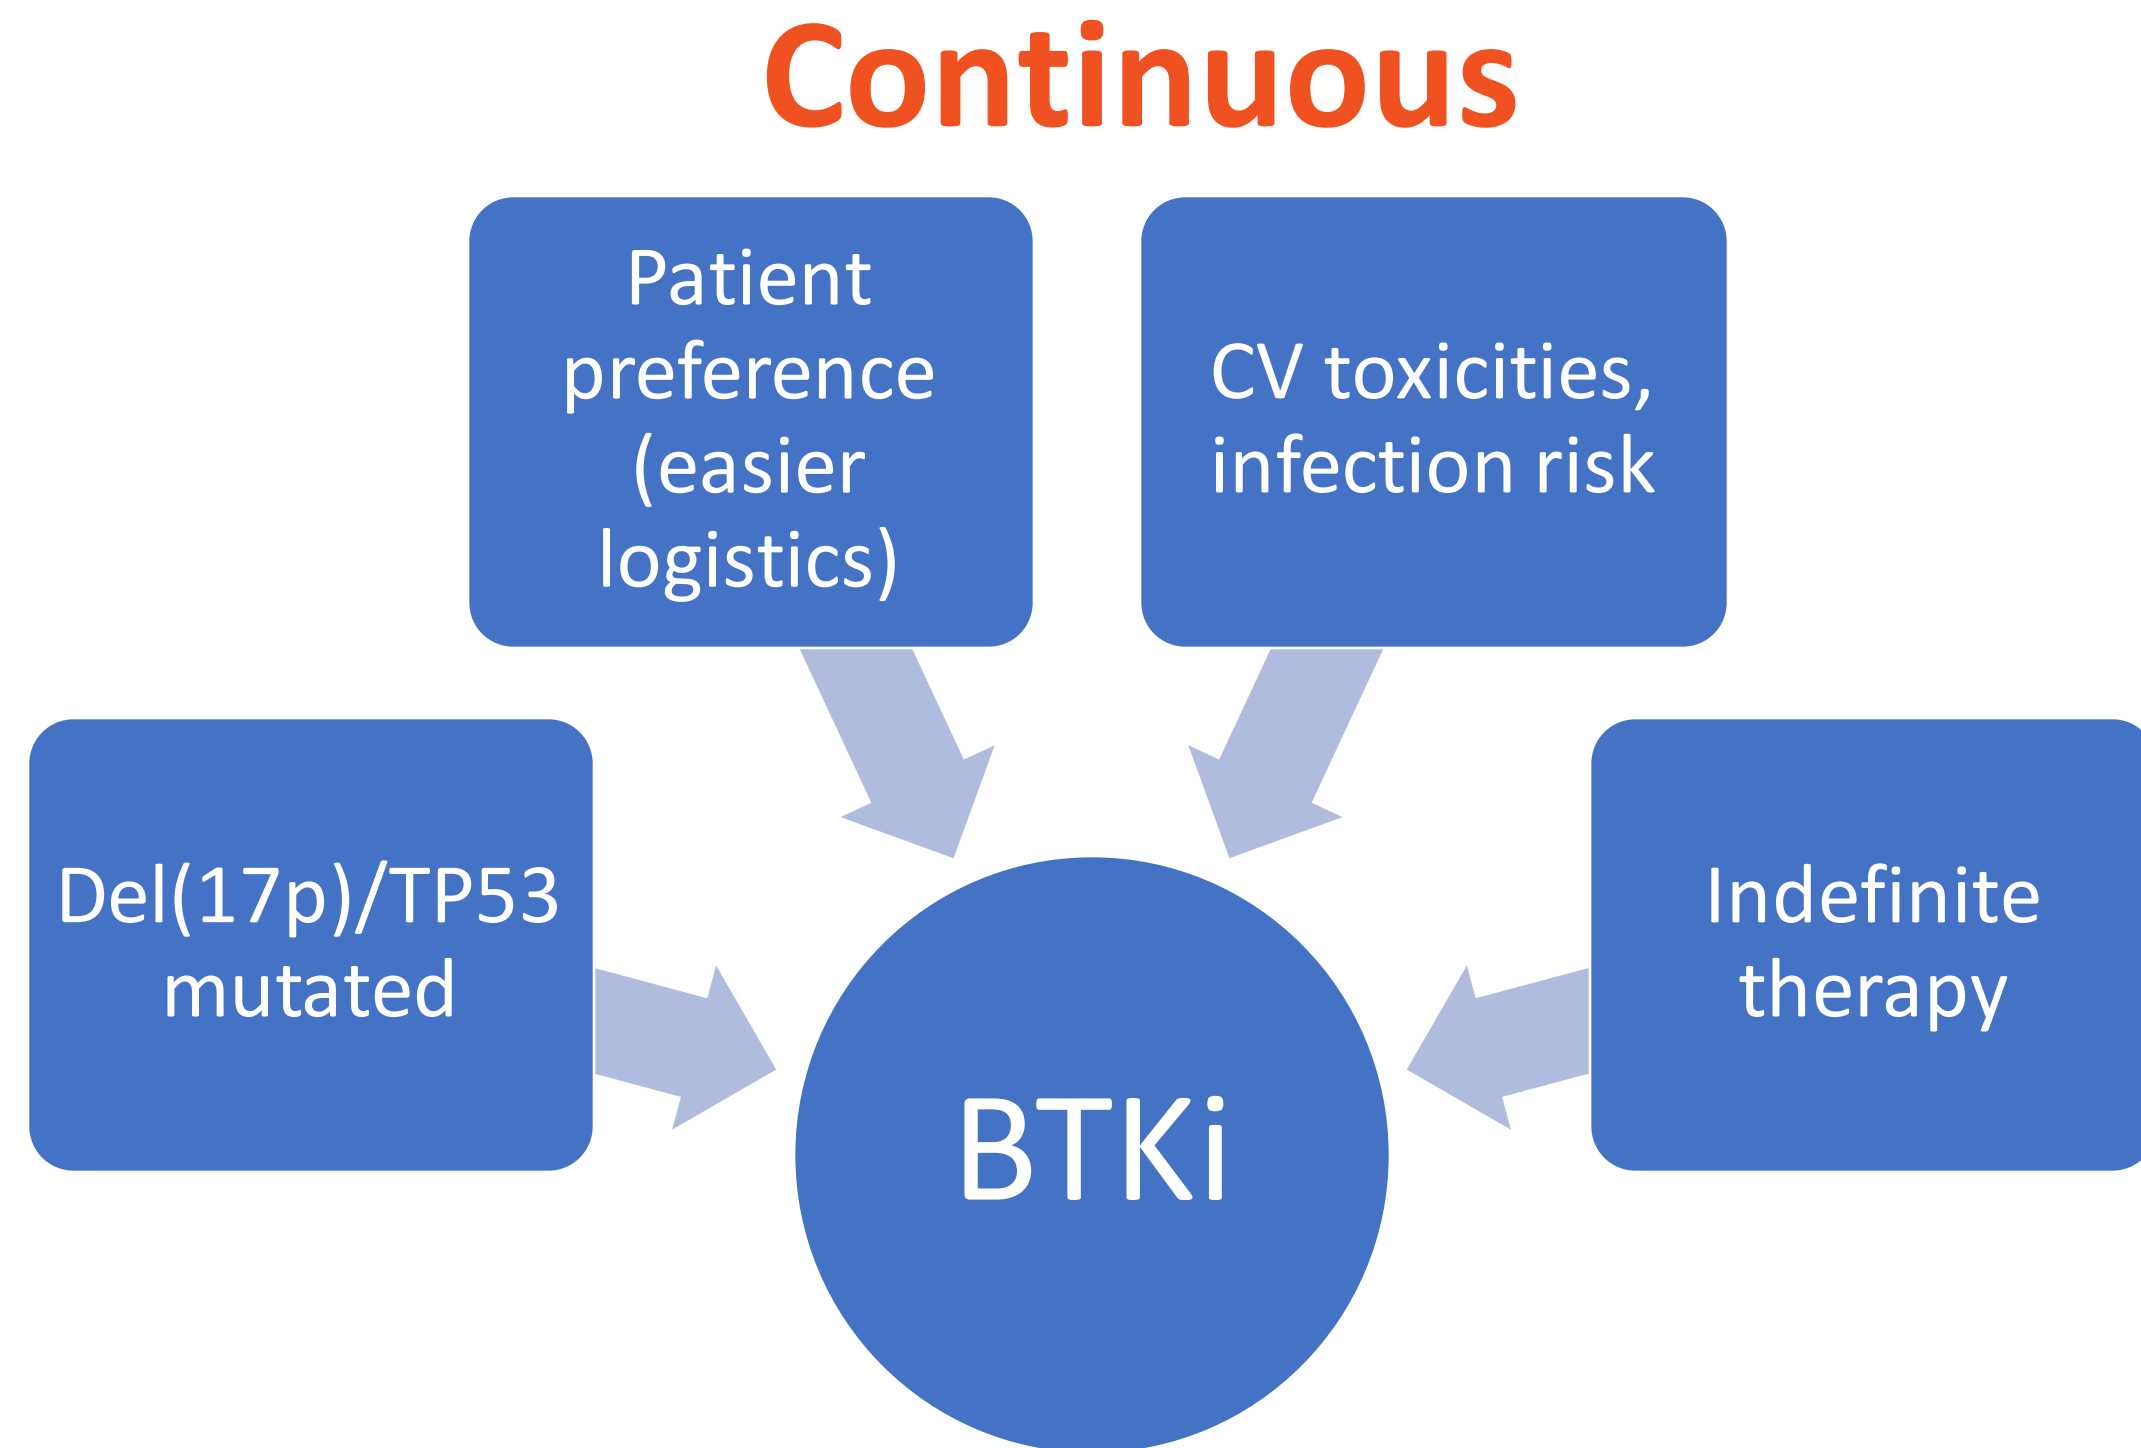 Continuous
Patient
preference
(easier
logistics)
CV toxicities,
infection risk
Del(17p)/TP53
mutated
Indefinite
therapy
BTKi